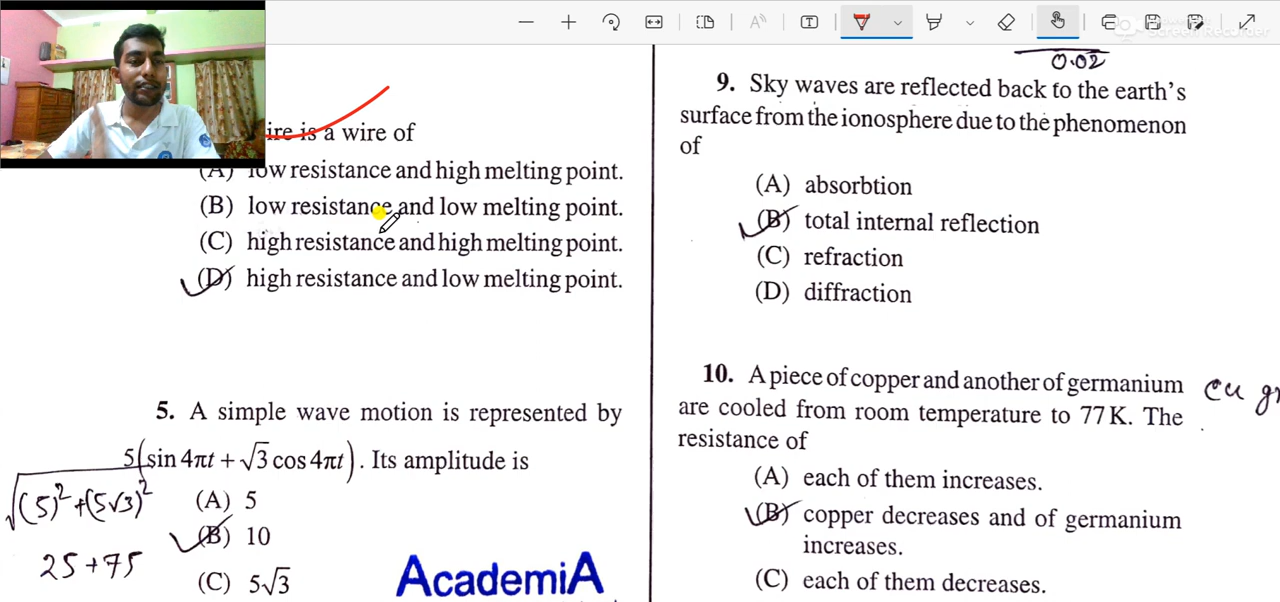 ire is a wire of
(A) low resistance and high melting point.
(B) low resistance and low melting point.
(C) high resistance and high melting point.
(D) high resistance and low melting point.
5. A simple wave motion is represented by
5(sin 4πt + √3 cos 4πt). Its amplitude is
√(5)² + (5√3)²
25 + 75
(A) 5
(B) 10
(C) 5√3
AcademiA
0.02
9. Sky waves are reflected back to the earth's
surface from the ionosphere due to the phenomenon
of
(A) absorbtion
(B) total internal reflection
(C) refraction
(D) diffraction
10. A piece of copper and another of germanium
are cooled from room temperature to 77 K. The
resistance of
(A) each of them increases.
(B) copper decreases and of germanium
increases.
(C) each of them decreases.
cu
Screen Recorder